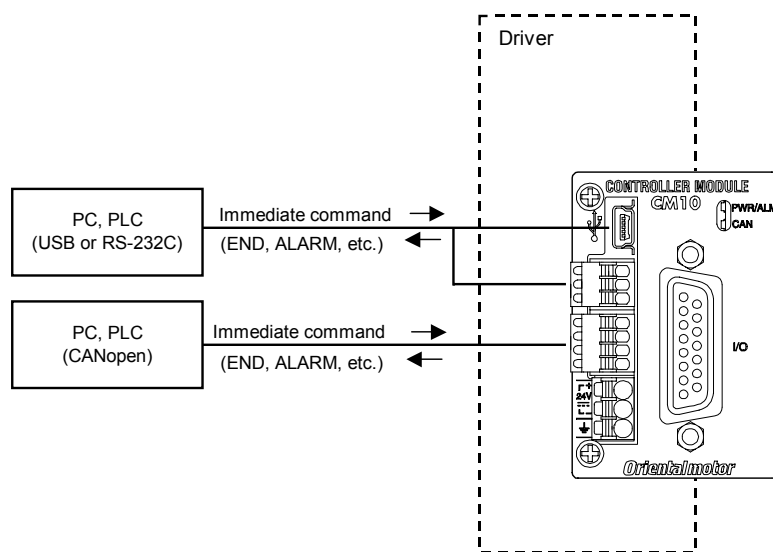 Driver
CONTROLLER MODULE
CM10
PWR/ALM
CAN
PC, PLC
(USB or RS-232C)
Immediate command
(END, ALARM, etc.)
PC, PLC
(CANopen)
Immediate command
(END, ALARM, etc.)
I/O
+
24V
-
Orientalmotor